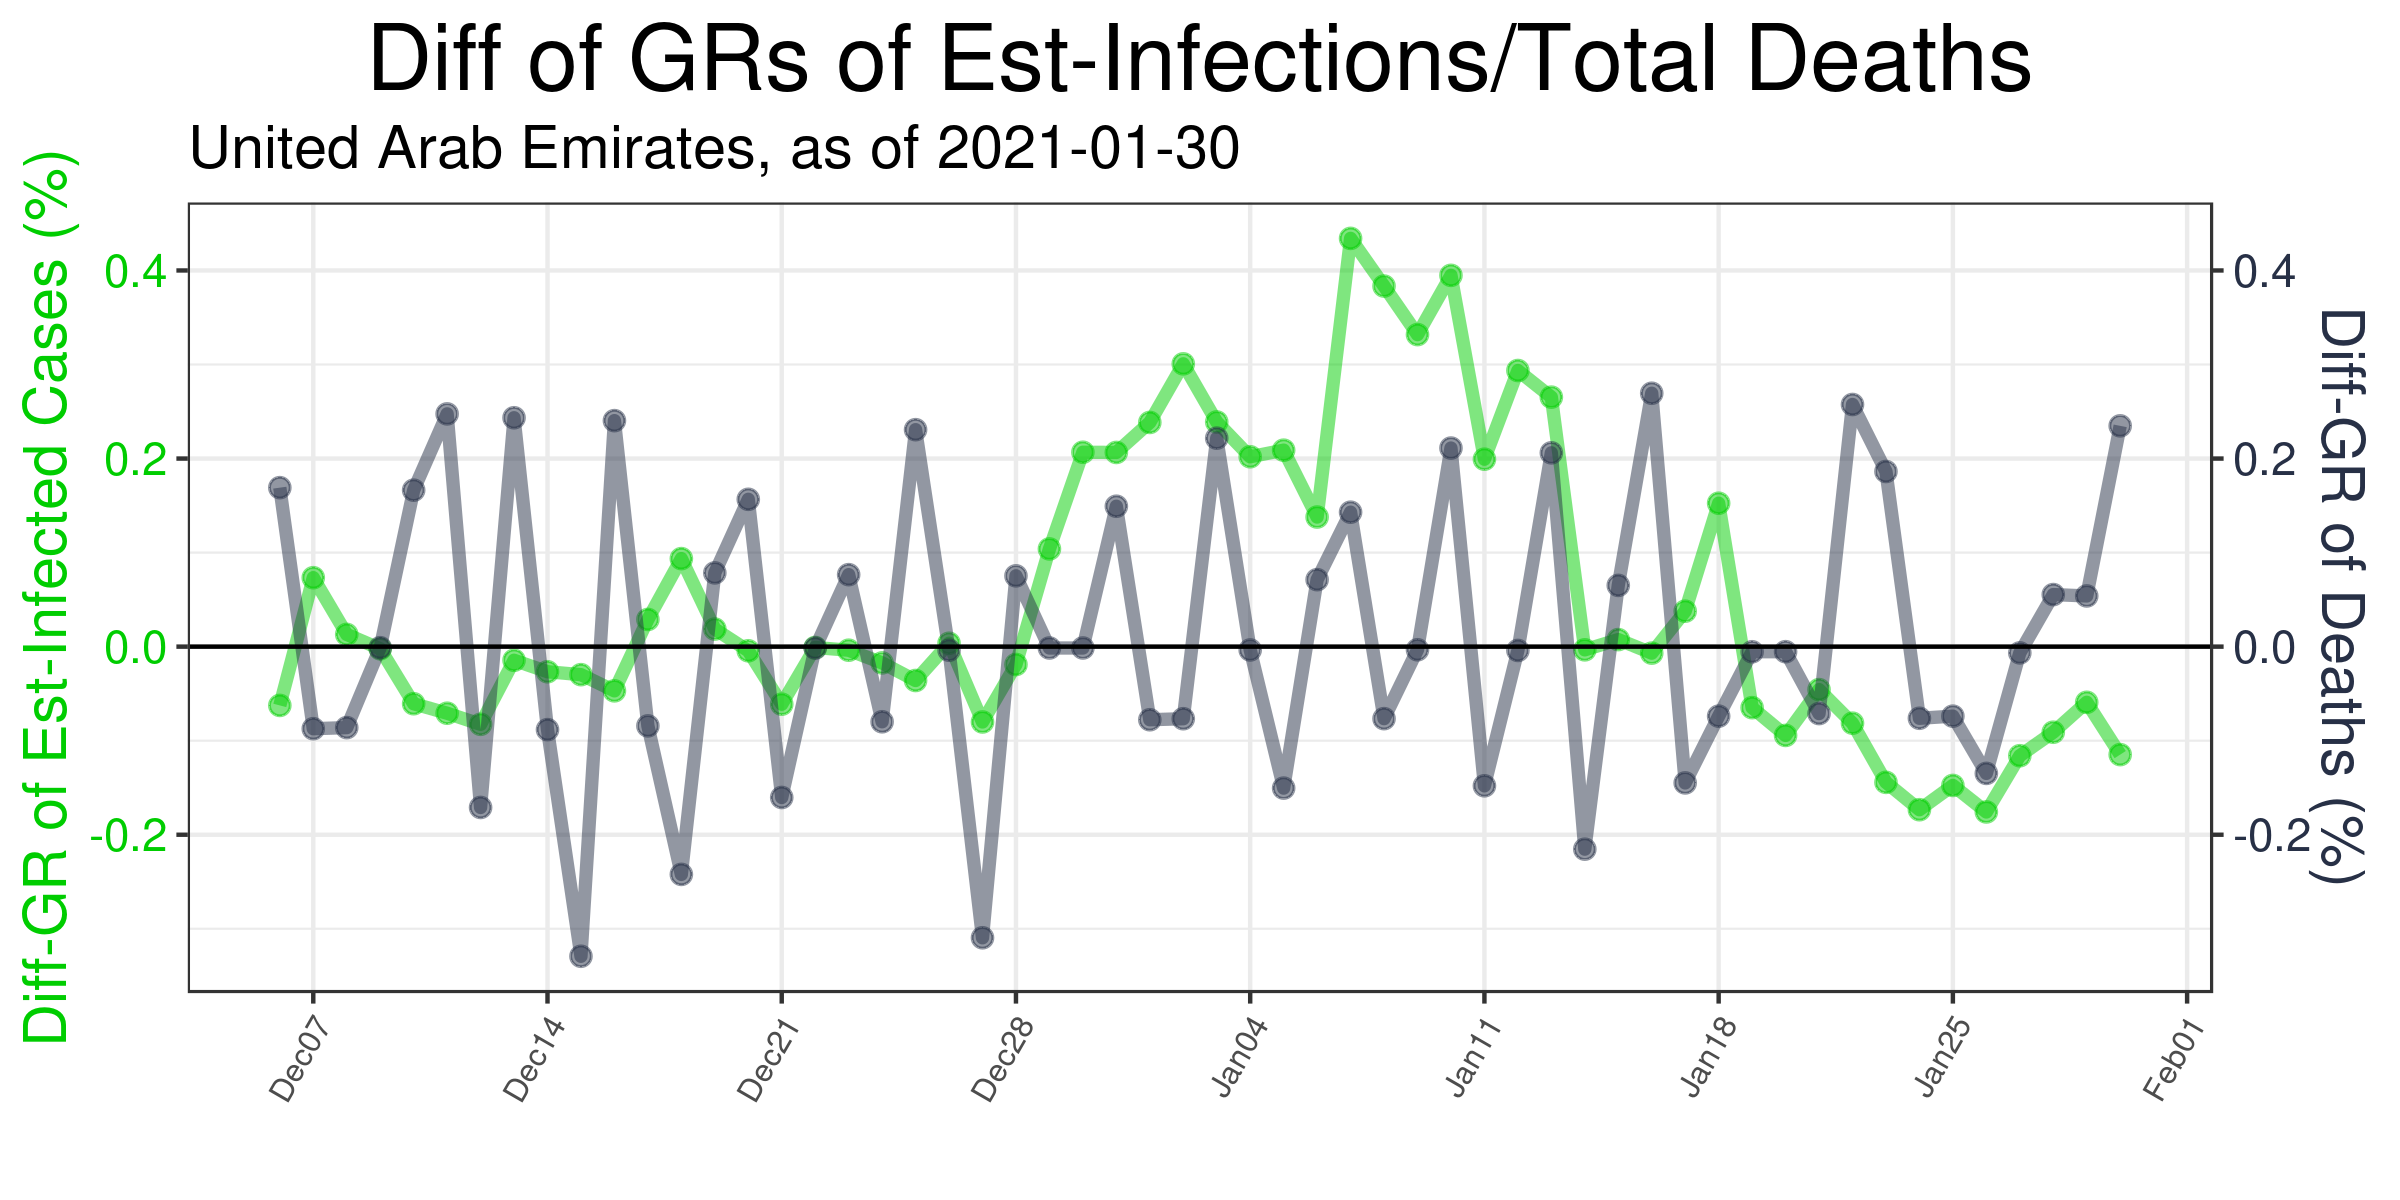 Diff of GRs of Est-Infections/Total Deaths
United Arab Emirates, as of 2021-01-30
Diff-GR of Est-Infected Cases (%)
0.4
0.2
0.0
-0.2
0.4
0.2
0.0
-0.2
Diff-GR of Deaths (%)
Dec07
Dec14
Dec21
Dec28
Jan04
Jan11
Jan18
Jan25
Feb01